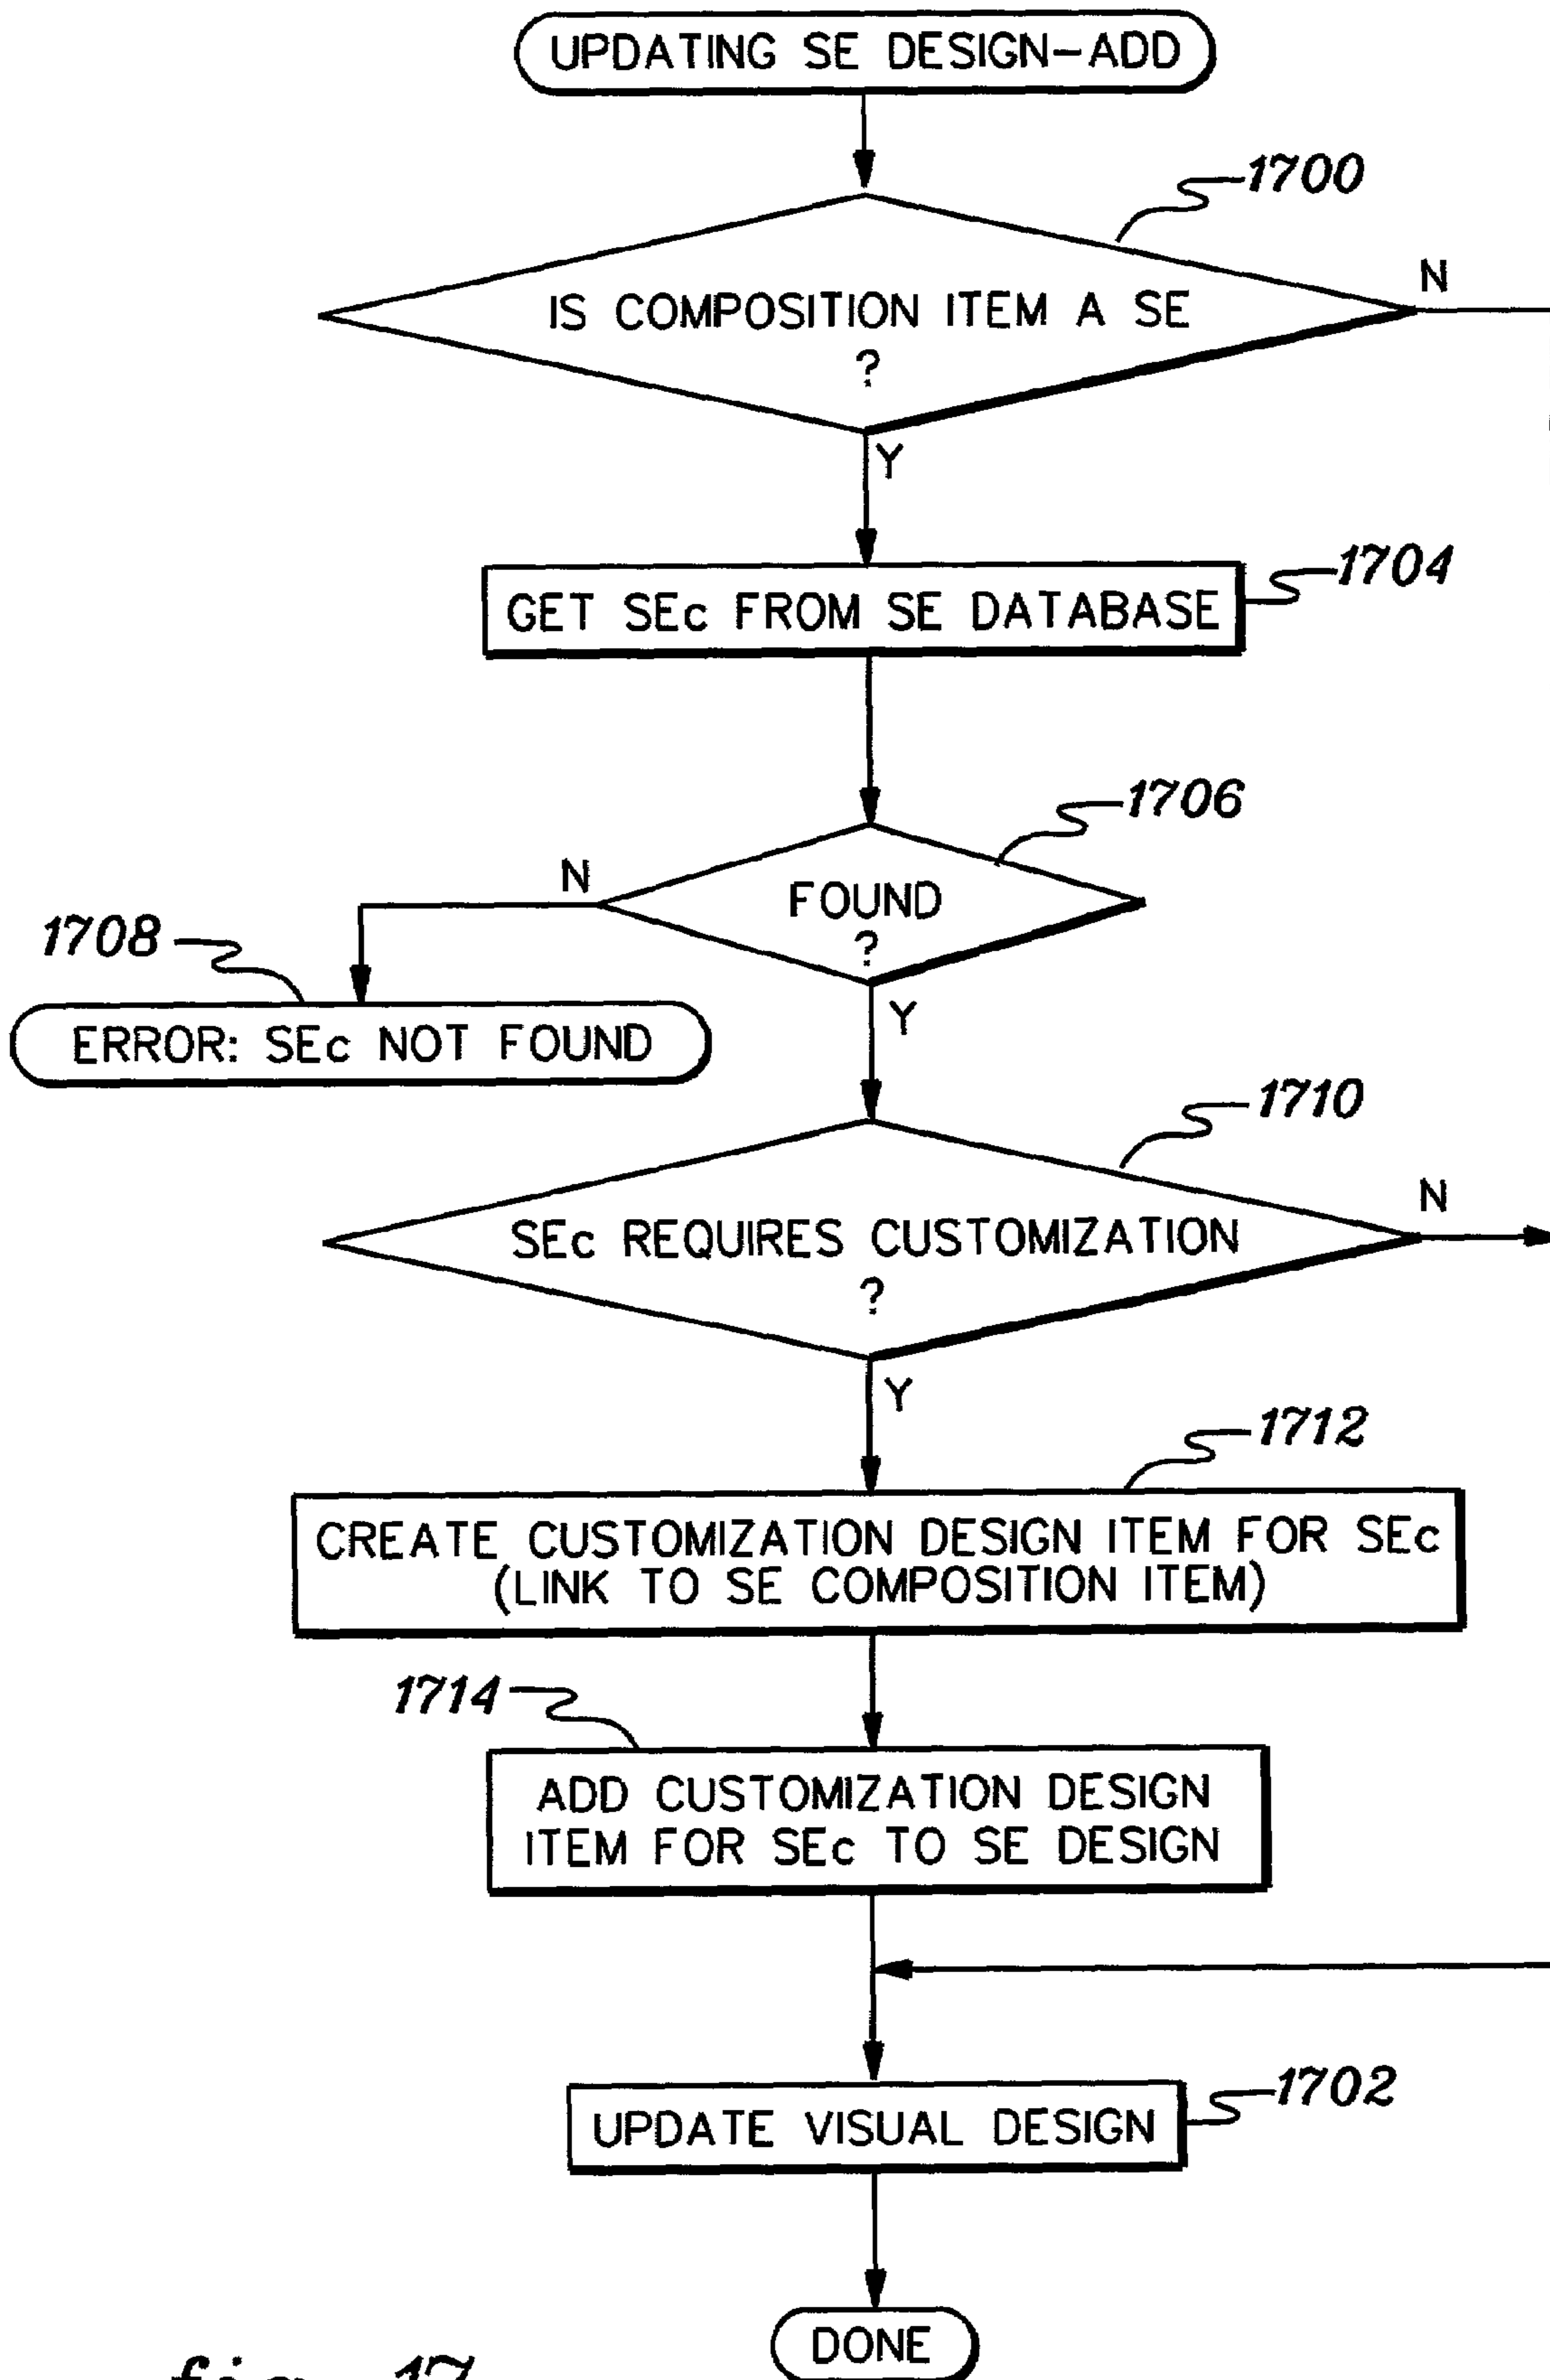 UPDATING SE DESIGN-ADD
1700
N
IS COMPOSITION ITEM A SE
?
Y
1704
GET SEc FROM SE DATABASE
1706
N
FOUND
?
1708
Y
ERROR: SEc NOT FOUND
1710
N
SEc REQUIRES CUSTOMIZATION
?
Y
1712
CREATE CUSTOMIZATION DESIGN ITEM FOR SEc
(LINK TO SE COMPOSITION ITEM)
1714
ADD CUSTOMIZATION DESIGN
ITEM FOR SEc TO SE DESIGN
1702
UPDATE VISUAL DESIGN
DONE
fig. 17